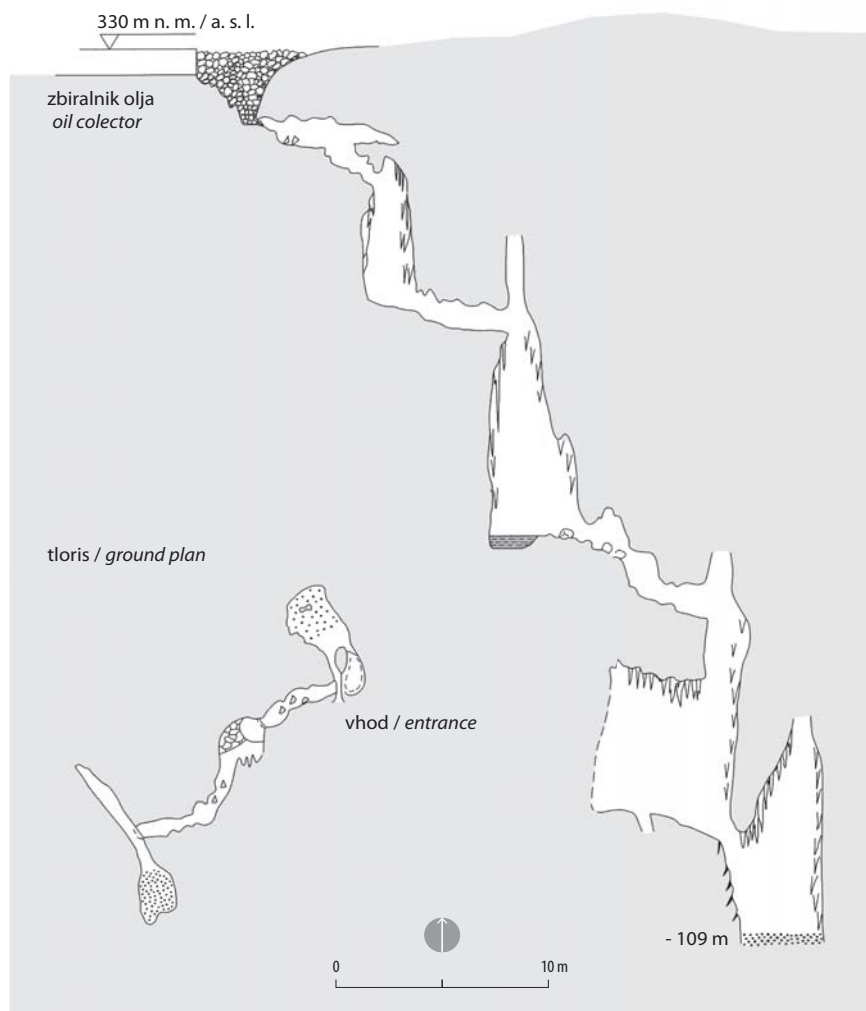 330 m n. m. / a. s. l.
zbiralnik olja
oil colector
tloris / ground plan
vhod / entrance
- 109 m
0
10 m